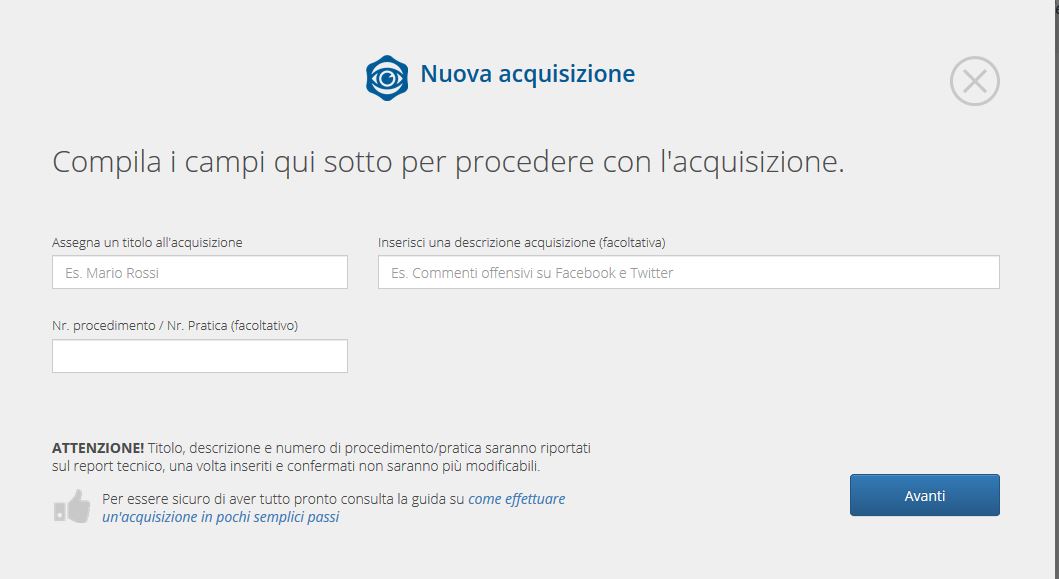 Nuova acquisizione
Compila i campi qui sotto per procedere con l'acquisizione.
Assegna un titolo all'acquisizione
Inserisci una descrizione acquisizione (facoltativa)
Es. Mario Rossi
Es. Commenti offensivi su Facebook e Twitter
Nr. procedimento / Nr. Pratica (facoltativo)
ATTENZIONE! Titolo, descrizione e numero di procedimento/pratica saranno riportati
sul report tecnico, una volta inseriti e confermati non saranno più modificabili.
Per essere sicuro di aver tutto pronto consulta la guida su come effettuare
un'acquisizione in pochi semplici passi
Avanti